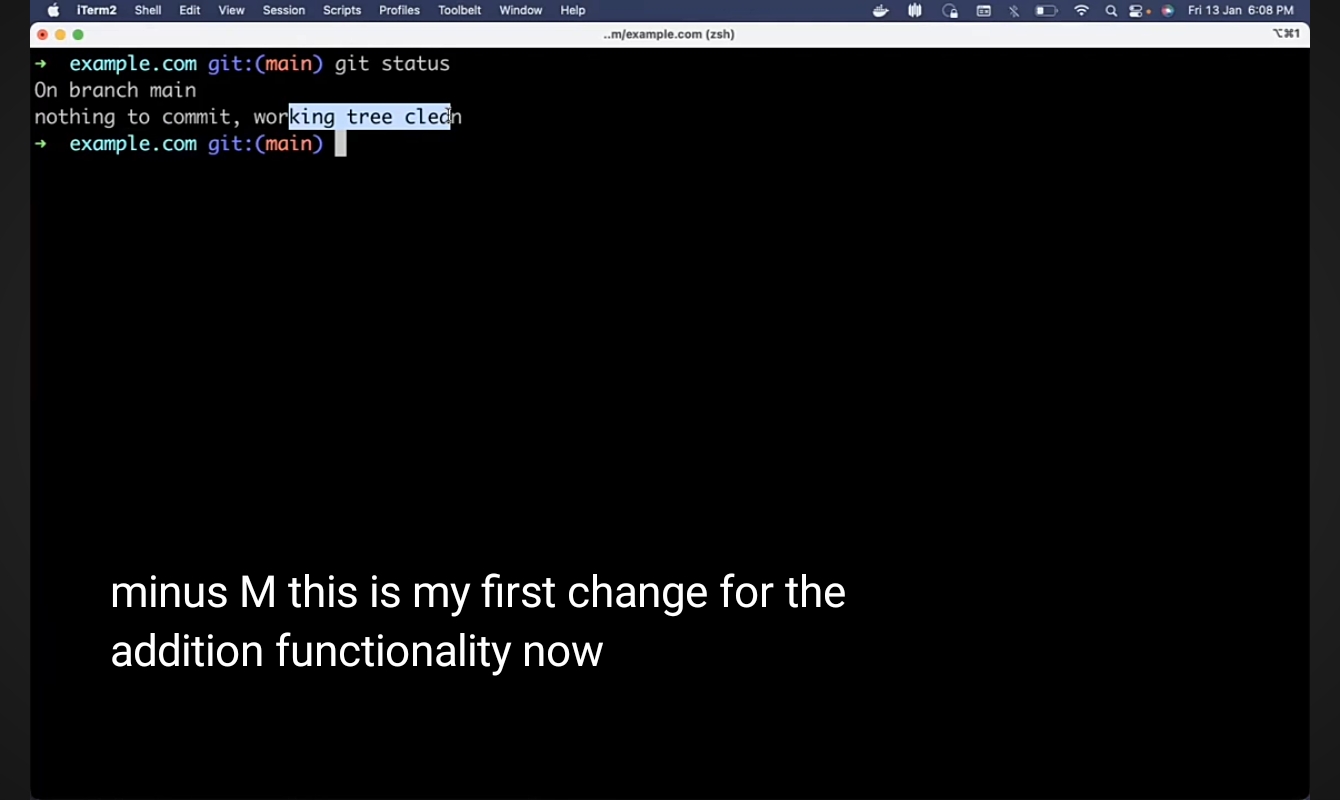 iTerm2 Shell Edit View Session Scripts Profiles Toolbelt Window Help Fri 13 Jan 6:08 PM
..m/example.com (zsh) ⌥⌘1
➜ example.com git:(main) git status
On branch main
nothing to commit, working tree clean
➜ example.com git:(main)
minus M this is my first change for the
addition functionality now